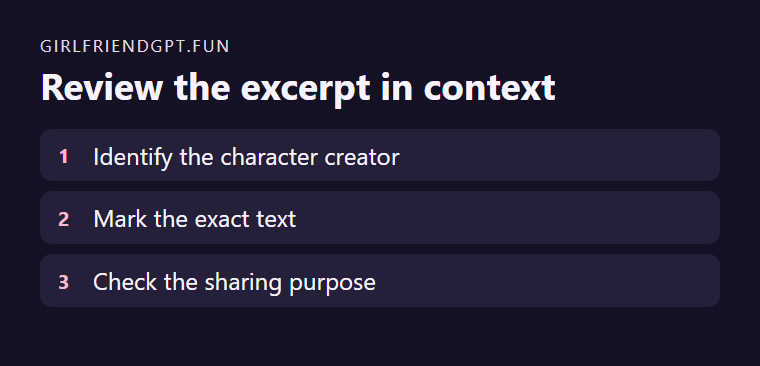 GIRLFRIENDGPT.FUN
Review the excerpt in context
1 Identify the character creator
2 Mark the exact text
3 Check the sharing purpose